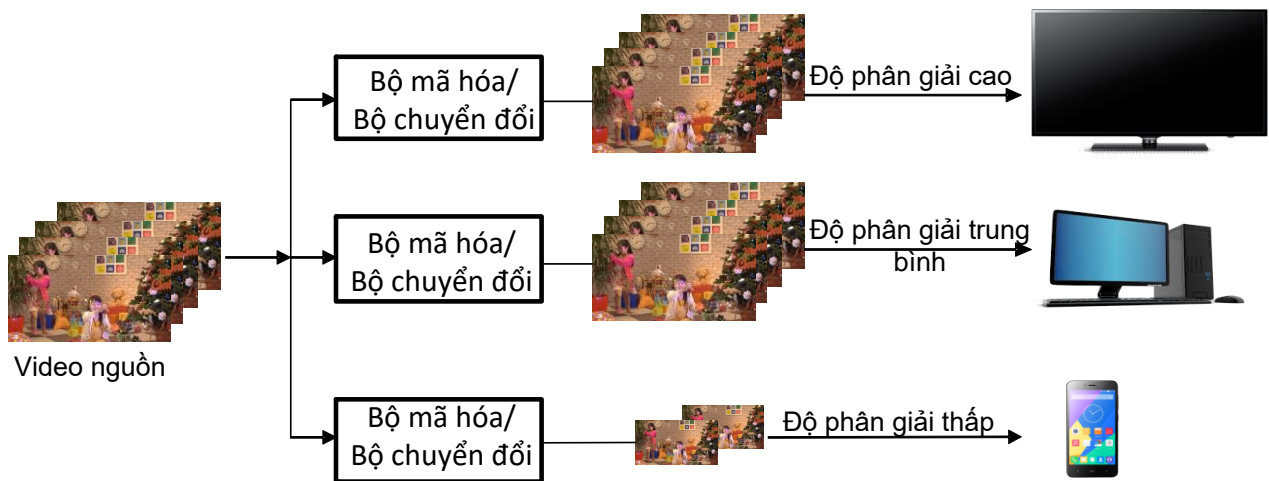 Bộ mã hóa/
Bộ chuyển đổi
Độ phân giải cao
Video nguồn
Bộ mã hóa/
Bộ chuyển đổi
Độ phân giải trung
bình
Bộ mã hóa/
Bộ chuyển đổi
Độ phân giải thấp